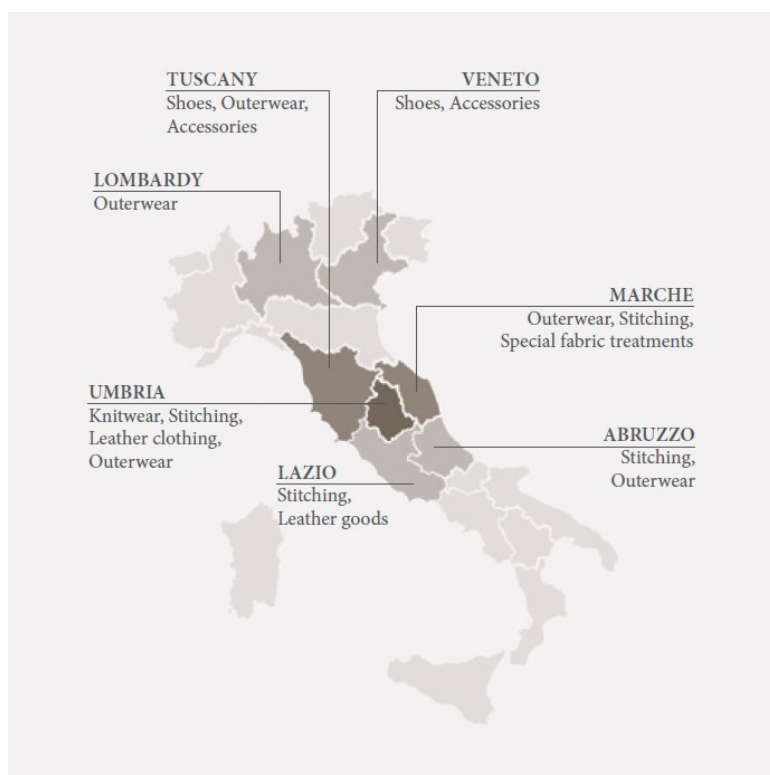 TUSCANY
Shoes, Outerwear,
Accessories
VENETO
Shoes, Accessories
LOMBARDY
Outerwear
MARCHE
Outerwear, Stitching,
Special fabric treatments
UMBRIA
Knitwear, Stitching,
Leather clothing,
Outerwear
ABRUZZO
Stitching,
Outerwear
LAZIO
Stitching,
Leather goods